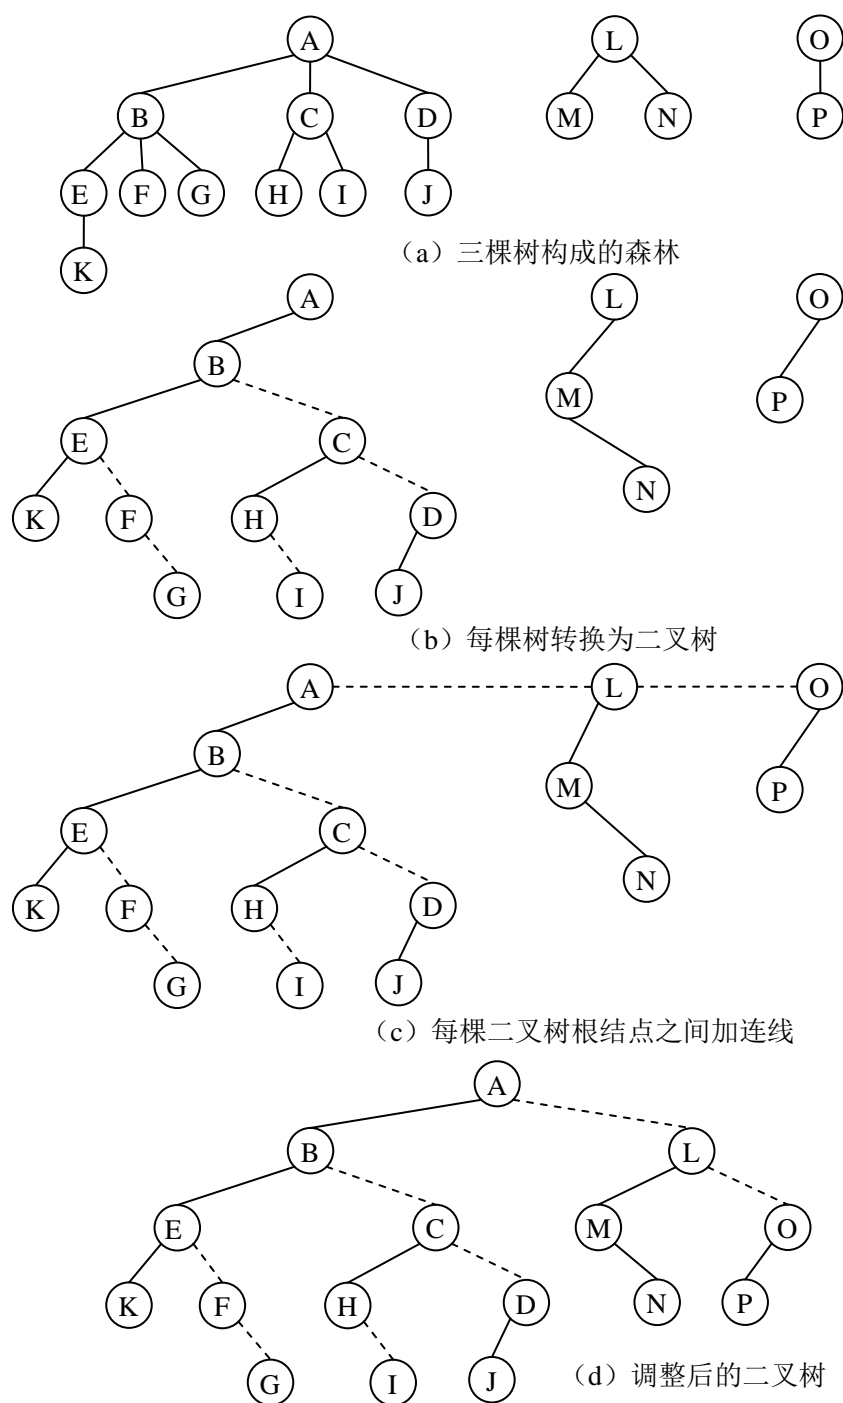 A L O
B C D M N P
E F G H I J
K
（a）三棵树构成的森林
A L O
B
M P
E C
N
K F H D
G I J
（b）每棵树转换为二叉树
A L O
B
M P
E C
N
K F H D
G I J
（c）每棵二叉树根结点之间加连线
A
B L
E C M O
K F H D N P
G I J
（d）调整后的二叉树